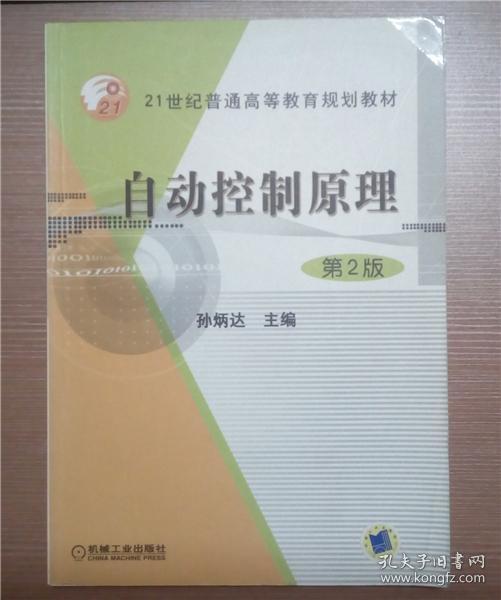 21
21世纪普通高等教育规划教材
自动控制原理
第2版
孙炳达 主编
机械工业出版社
CHINA MACHINE PRESS
孔夫子旧书网
www.kongfz.com